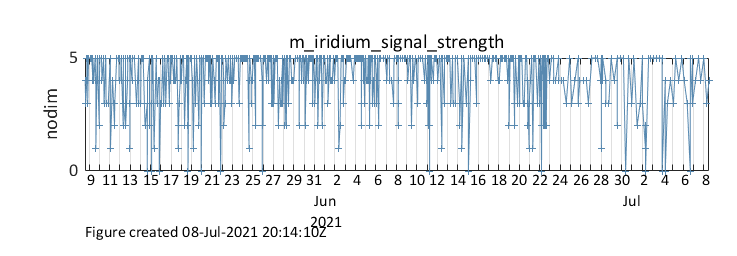 m_iridium_signal_strength
5
nodim
0
9 11 13 15 17 19 21 23 25 27 29 31 2 4 6 8 10 12 14 16 18 20 22 24 26 28 30 2 4 6 8
Jun Jul
2021
Figure created 08-Jul-2021 20:14:10Z